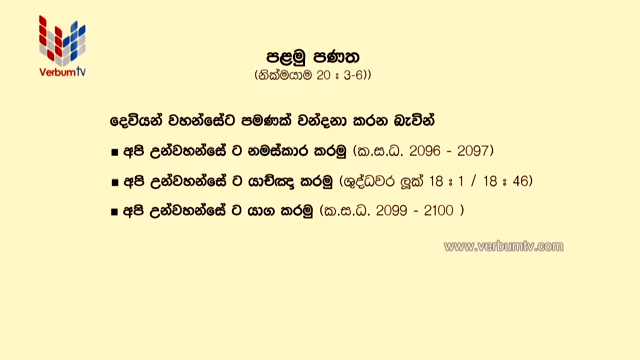 VerbumTV
පළමු පණත
(නික්මයාම 20 : 3-6))
දෙවියන් වහන්සේට පමණක් වන්දනා කරන බැවින්
■ අපි උන්වහන්සේ ට නමස්කාර කරමු (ක.ස.ධ. 2096 - 2097)
■ අපි උන්වහන්සේ ට යාච්ඤා කරමු (ශුද්ධවර ලූක් 18 : 1 / 18 : 46)
■ අපි උන්වහන්සේ ට යාග කරමු (ක.ස.ධ. 2099 - 2100 )
www.verbumtv.com